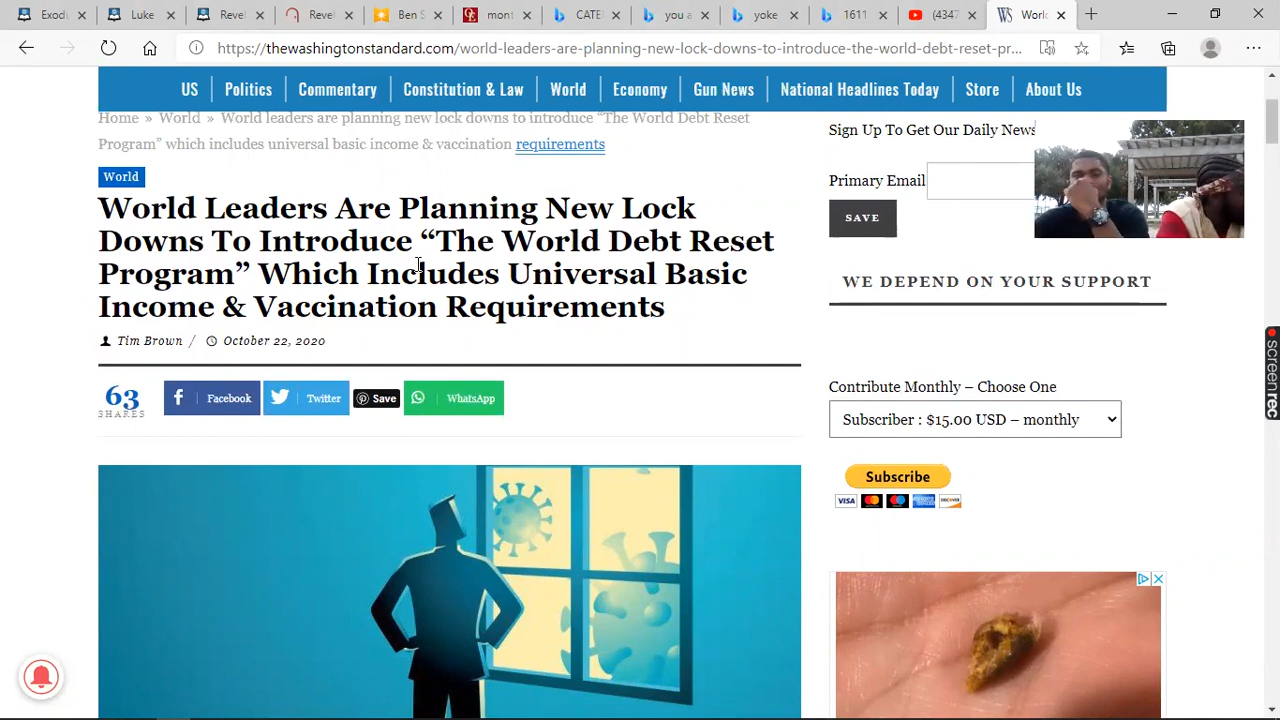 Exodu
Luke
Revel
Reve
Ben S
mont
CATE
you a
yoke
1611
(4347
World
https://thewashingtonstandard.com/world-leaders-are-planning-new-lock-downs-to-introduce-the-world-debt-reset-pr...
US Politics Commentary Constitution & Law World Economy Gun News National Headlines Today Store About Us
Home » World » World leaders are planning new lock downs to introduce “The World Debt Reset
Program” which includes universal basic income & vaccination requirements
World
World Leaders Are Planning New Lock
Downs To Introduce “The World Debt Reset
Program” Which Includes Universal Basic
Income & Vaccination Requirements
Tim Brown / October 22, 2020
63
SHARES
Facebook
Twitter
Save
WhatsApp
Sign Up To Get Our Daily News
Primary Email
SAVE
WE DEPEND ON YOUR SUPPORT
Contribute Monthly – Choose One
Subscriber : $15.00 USD – monthly
Subscribe
VISA
DISCOVER
screenrec